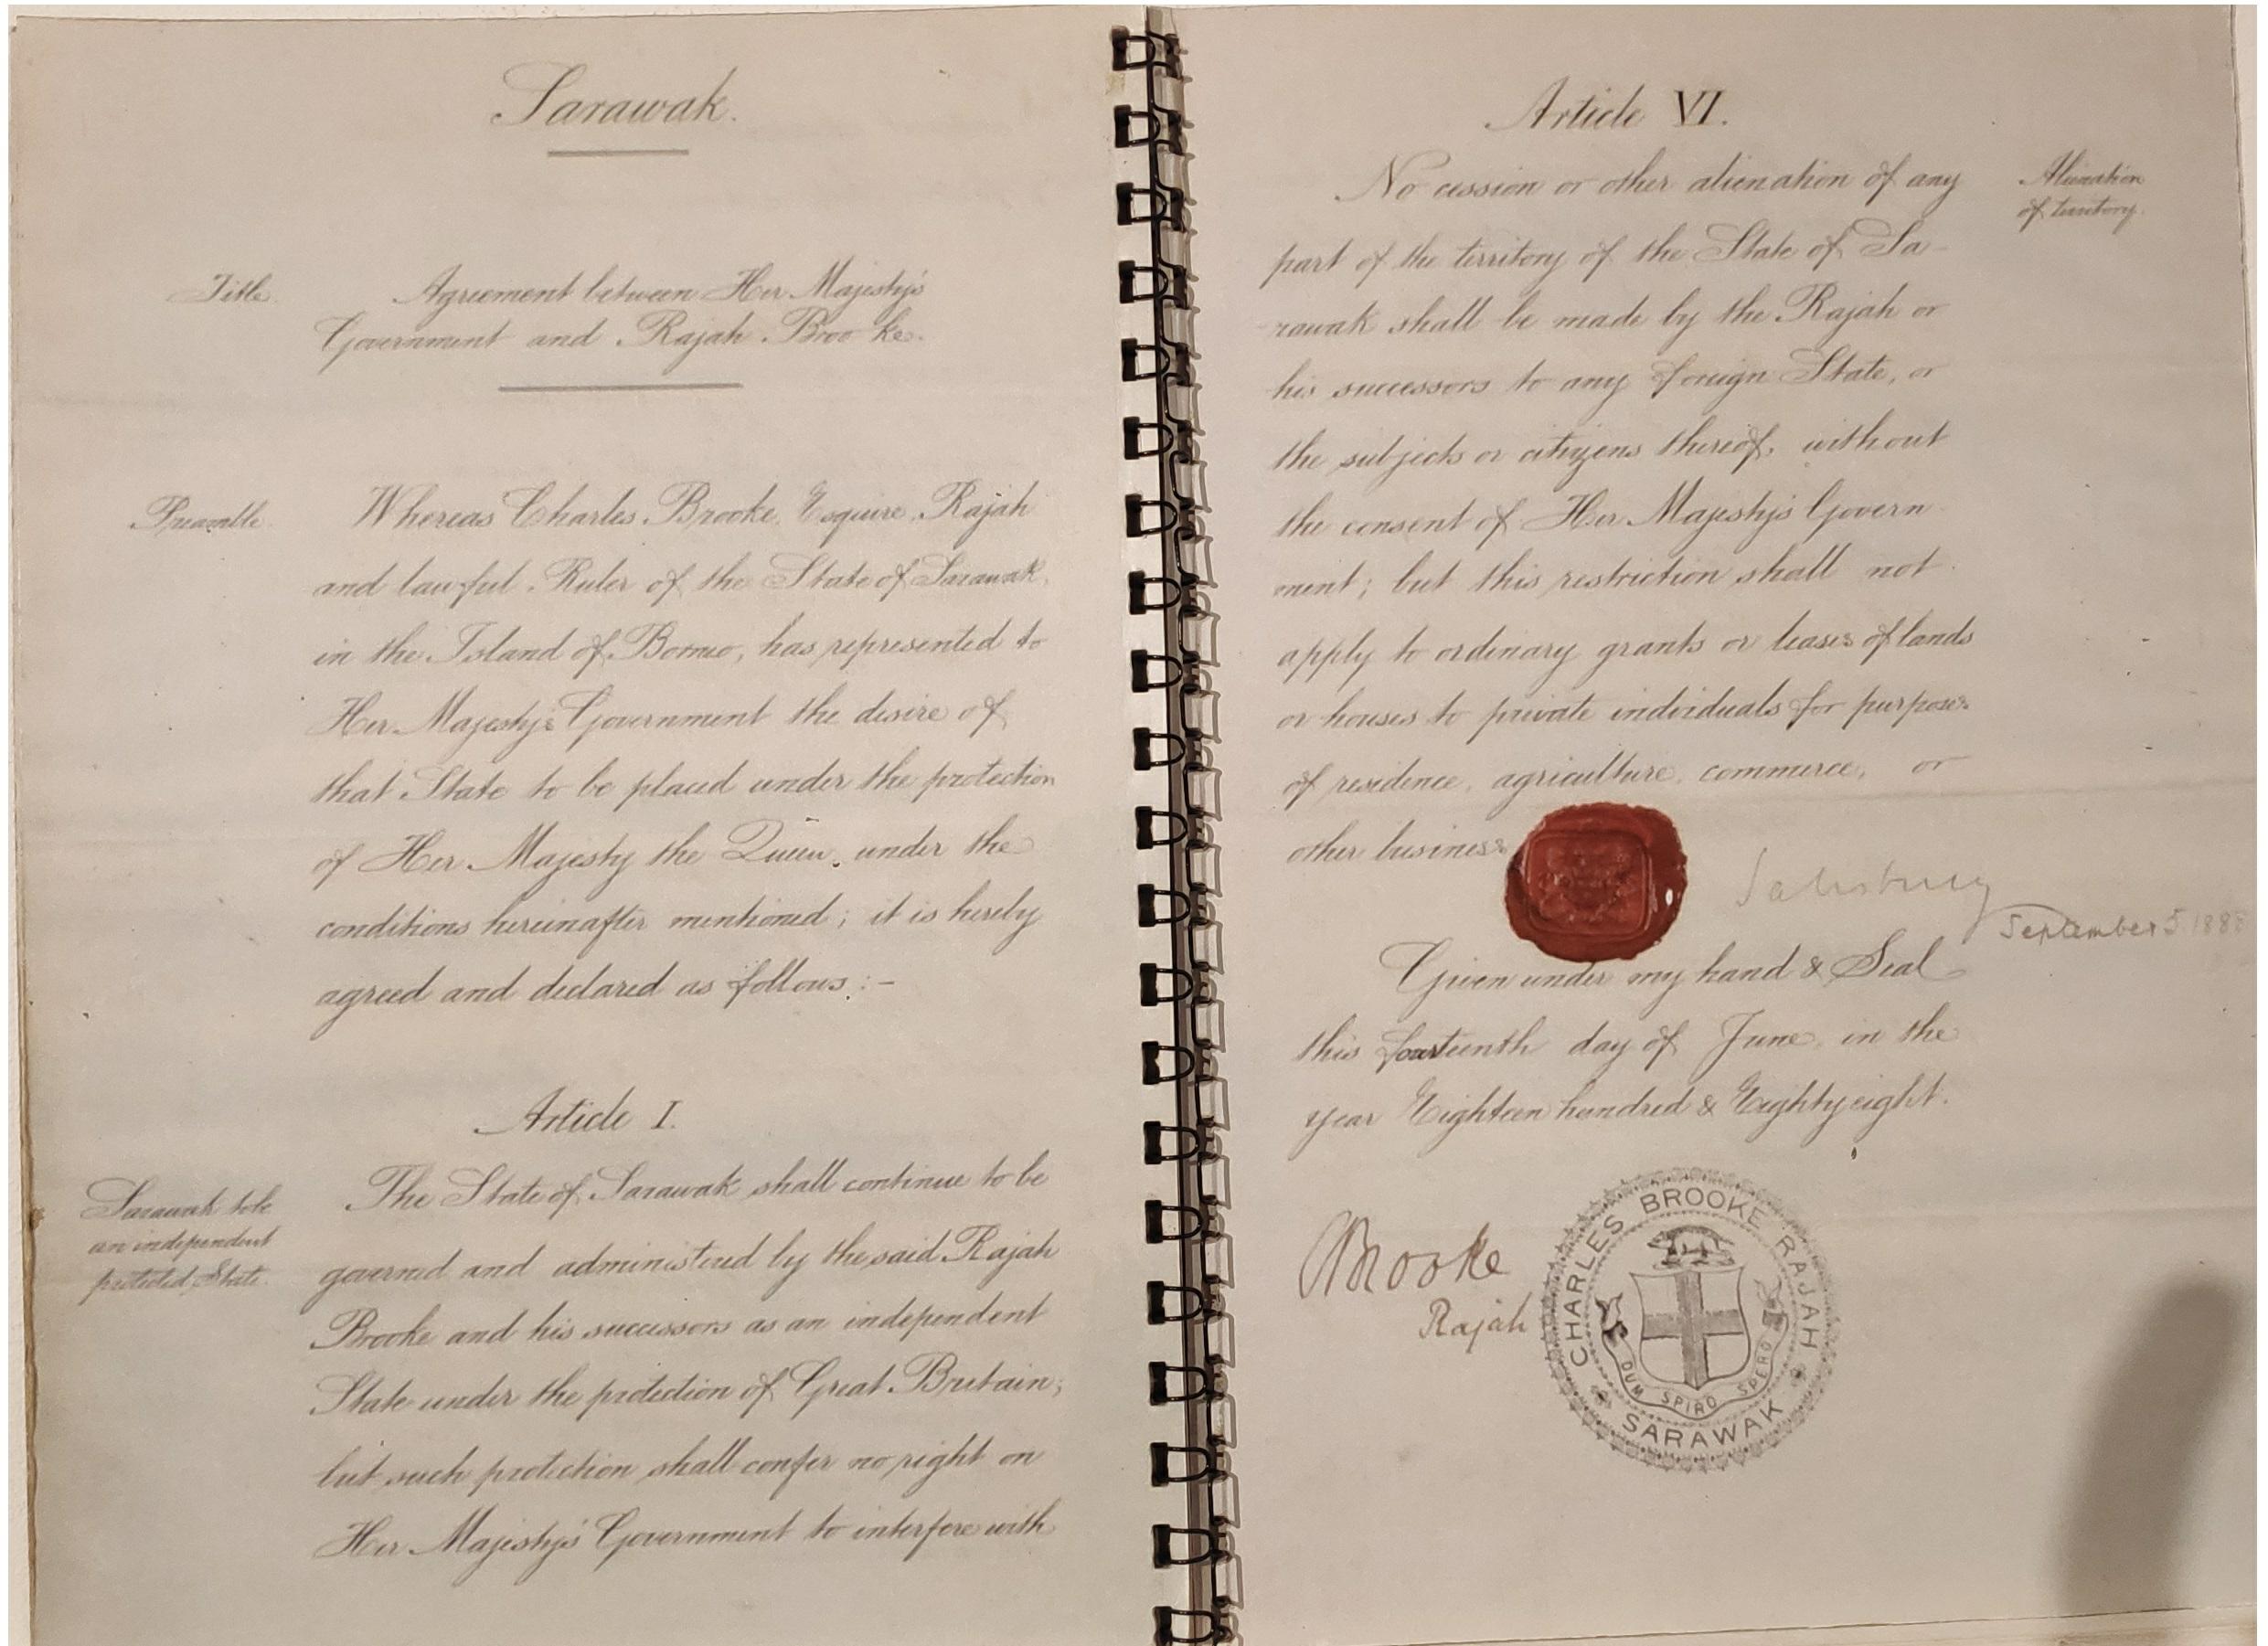 Sarawak.
Title.
Agreement between Her Majesty's
Government and Rajah Brooke.
Preamble.
Whereas Charles Brooke, Esquire, Rajah
and lawful Ruler of the State of Sarawak,
in the Island of Borneo, has represented to
Her Majesty's Government the desire of
that State to be placed under the protection
of Her Majesty the Queen, under the
conditions hereinafter mentioned; it is hereby
agreed and declared as follows:-
Article I.
Sarawak to be
an independent
protected State.
The State of Sarawak shall continue to be
governed and administered by the said Rajah
Brooke and his successors as an independent
State under the protection of Great Britain;
but such protection shall confer no right on
Her Majesty's Government to interfere with
Article VI.
Alienation
of territory.
No cession or other alienation of any
part of the territory of the State of Sa-
rawak shall be made by the Rajah or
his successors to any foreign State, or
the subjects or citizens thereof, without
the consent of Her Majesty's Govern-
ment; but this restriction shall not
apply to ordinary grants or leases of lands
or houses to private individuals for purposes
of residence, agriculture, commerce, or
other business
Salisbury
September 5. 1888
Given under my hand & Seal
this fourteenth day of June, in the
year Eighteen hundred & Eightyeight.
CBrooke
Rajah
CHARLES BROOKE RAJAH
DUM SPIRO SPERO
SARAWAK